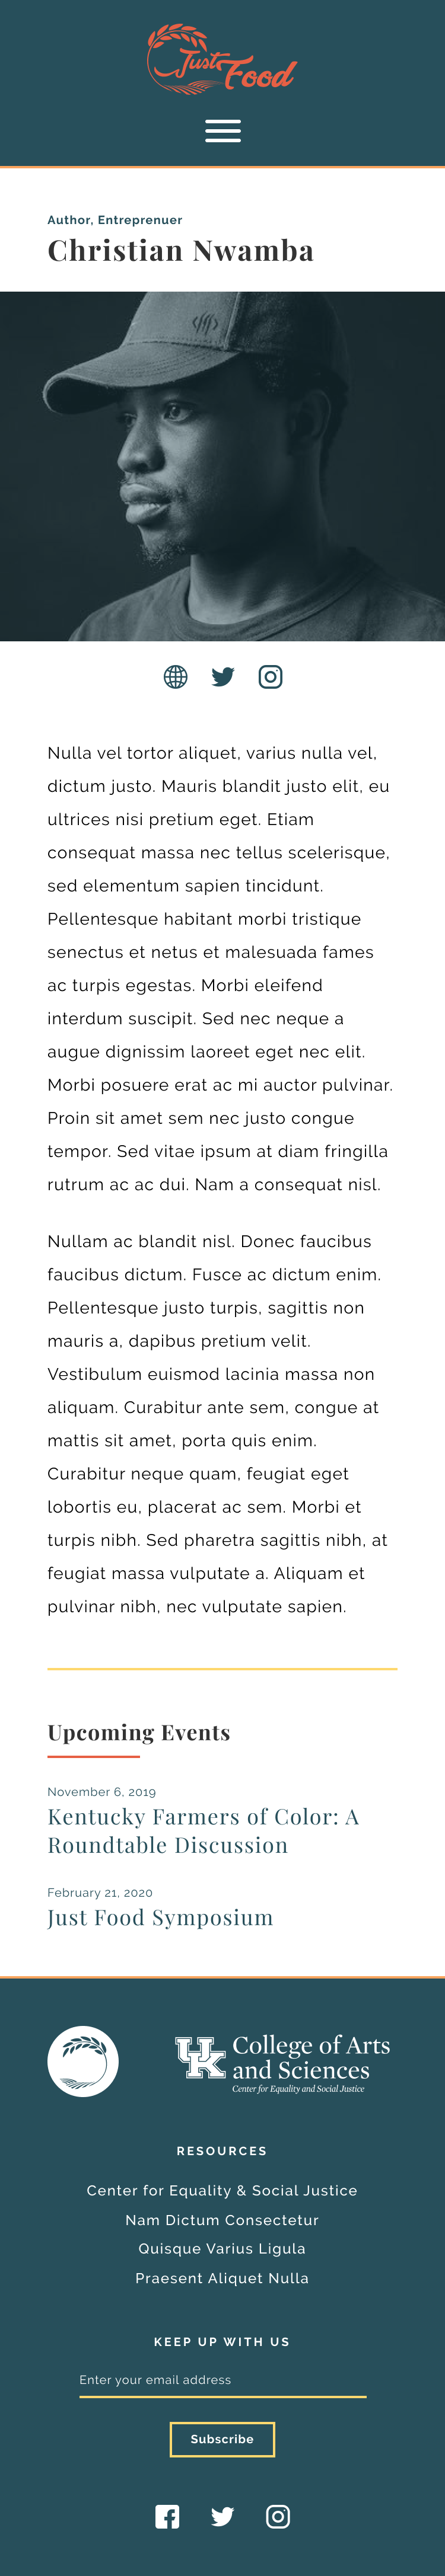 Just Food
Author, Entreprenuer
Christian Nwamba
Nulla vel tortor aliquet, varius nulla vel,
dictum justo. Mauris blandit justo elit, eu
ultrices nisi pretium eget. Etiam
consequat massa nec tellus scelerisque,
sed elementum sapien tincidunt.
Pellentesque habitant morbi tristique
senectus et netus et malesuada fames
ac turpis egestas. Morbi eleifend
interdum suscipit. Sed nec neque a
augue dignissim laoreet eget nec elit.
Morbi posuere erat ac mi auctor pulvinar.
Proin sit amet sem nec justo congue
tempor. Sed vitae ipsum at diam fringilla
rutrum ac ac dui. Nam a consequat nisl.
Nullam ac blandit nisl. Donec faucibus
faucibus dictum. Fusce ac dictum enim.
Pellentesque justo turpis, sagittis non
mauris a, dapibus pretium velit.
Vestibulum euismod lacinia massa non
aliquam. Curabitur ante sem, congue at
mattis sit amet, porta quis enim.
Curabitur neque quam, feugiat eget
lobortis eu, placerat ac sem. Morbi et
turpis nibh. Sed pharetra sagittis nibh, at
feugiat massa vulputate a. Aliquam et
pulvinar nibh, nec vulputate sapien.
Upcoming Events
November 6, 2019
Kentucky Farmers of Color: A
Roundtable Discussion
February 21, 2020
Just Food Symposium
UK College of Arts
and Sciences
Center for Equality and Social Justice
RESOURCES
Center for Equality & Social Justice
Nam Dictum Consectetur
Quisque Varius Ligula
Praesent Aliquet Nulla
KEEP UP WITH US
Enter your email address
Subscribe